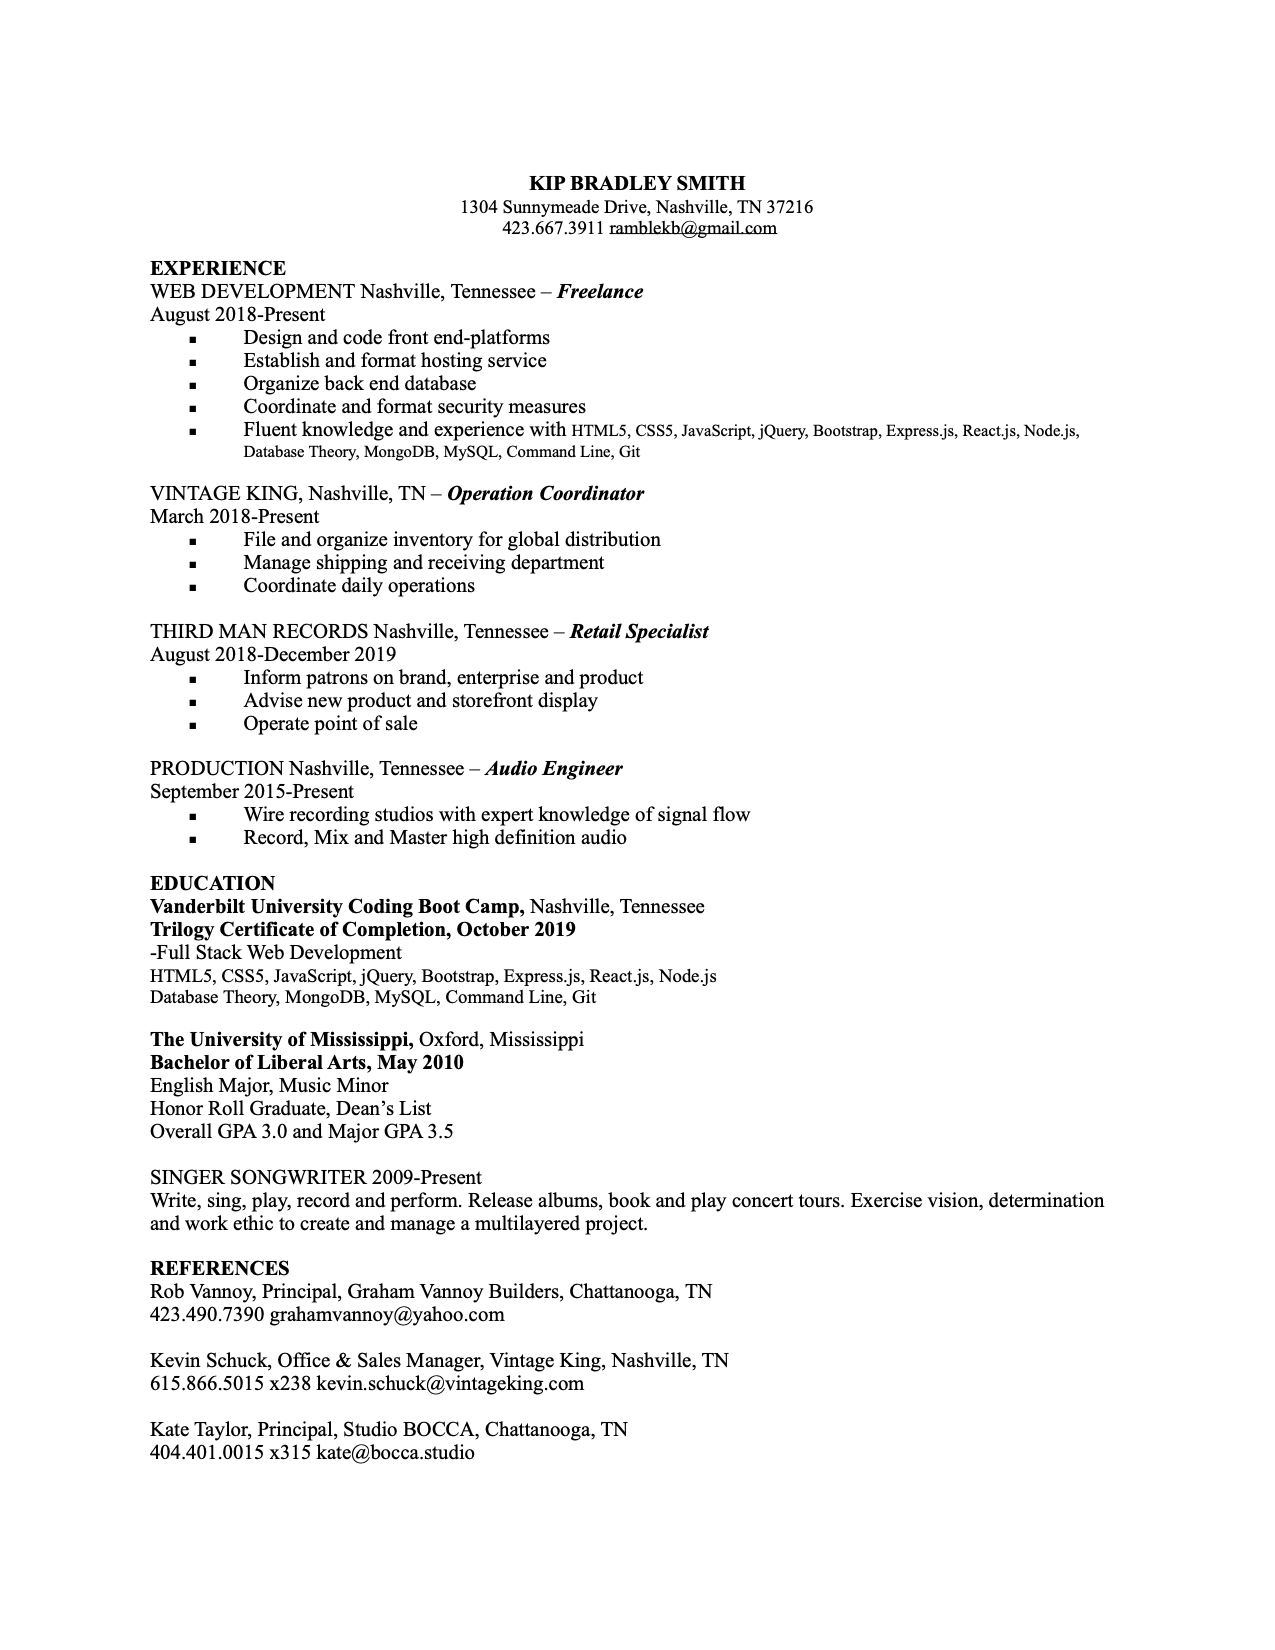 KIP BRADLEY SMITH
1304 Sunnymeade Drive, Nashville, TN 37216
423.667.3911 ramblekb@gmail.com
EXPERIENCE
WEB DEVELOPMENT Nashville, Tennessee – Freelance
August 2018-Present
▪ Design and code front end-platforms
▪ Establish and format hosting service
▪ Organize back end database
▪ Coordinate and format security measures
▪ Fluent knowledge and experience with HTML5, CSS5, JavaScript, jQuery, Bootstrap, Express.js, React.js, Node.js,
Database Theory, MongoDB, MySQL, Command Line, Git
VINTAGE KING, Nashville, TN – Operation Coordinator
March 2018-Present
▪ File and organize inventory for global distribution
▪ Manage shipping and receiving department
▪ Coordinate daily operations
THIRD MAN RECORDS Nashville, Tennessee – Retail Specialist
August 2018-December 2019
▪ Inform patrons on brand, enterprise and product
▪ Advise new product and storefront display
▪ Operate point of sale
PRODUCTION Nashville, Tennessee – Audio Engineer
September 2015-Present
▪ Wire recording studios with expert knowledge of signal flow
▪ Record, Mix and Master high definition audio
EDUCATION
Vanderbilt University Coding Boot Camp, Nashville, Tennessee
Trilogy Certificate of Completion, October 2019
-Full Stack Web Development
HTML5, CSS5, JavaScript, jQuery, Bootstrap, Express.js, React.js, Node.js
Database Theory, MongoDB, MySQL, Command Line, Git
The University of Mississippi, Oxford, Mississippi
Bachelor of Liberal Arts, May 2010
English Major, Music Minor
Honor Roll Graduate, Dean’s List
Overall GPA 3.0 and Major GPA 3.5
SINGER SONGWRITER 2009-Present
Write, sing, play, record and perform. Release albums, book and play concert tours. Exercise vision, determination
and work ethic to create and manage a multilayered project.
REFERENCES
Rob Vannoy, Principal, Graham Vannoy Builders, Chattanooga, TN
423.490.7390 grahamvannoy@yahoo.com
Kevin Schuck, Office & Sales Manager, Vintage King, Nashville, TN
615.866.5015 x238 kevin.schuck@vintageking.com
Kate Taylor, Principal, Studio BOCCA, Chattanooga, TN
404.401.0015 x315 kate@bocca.studio